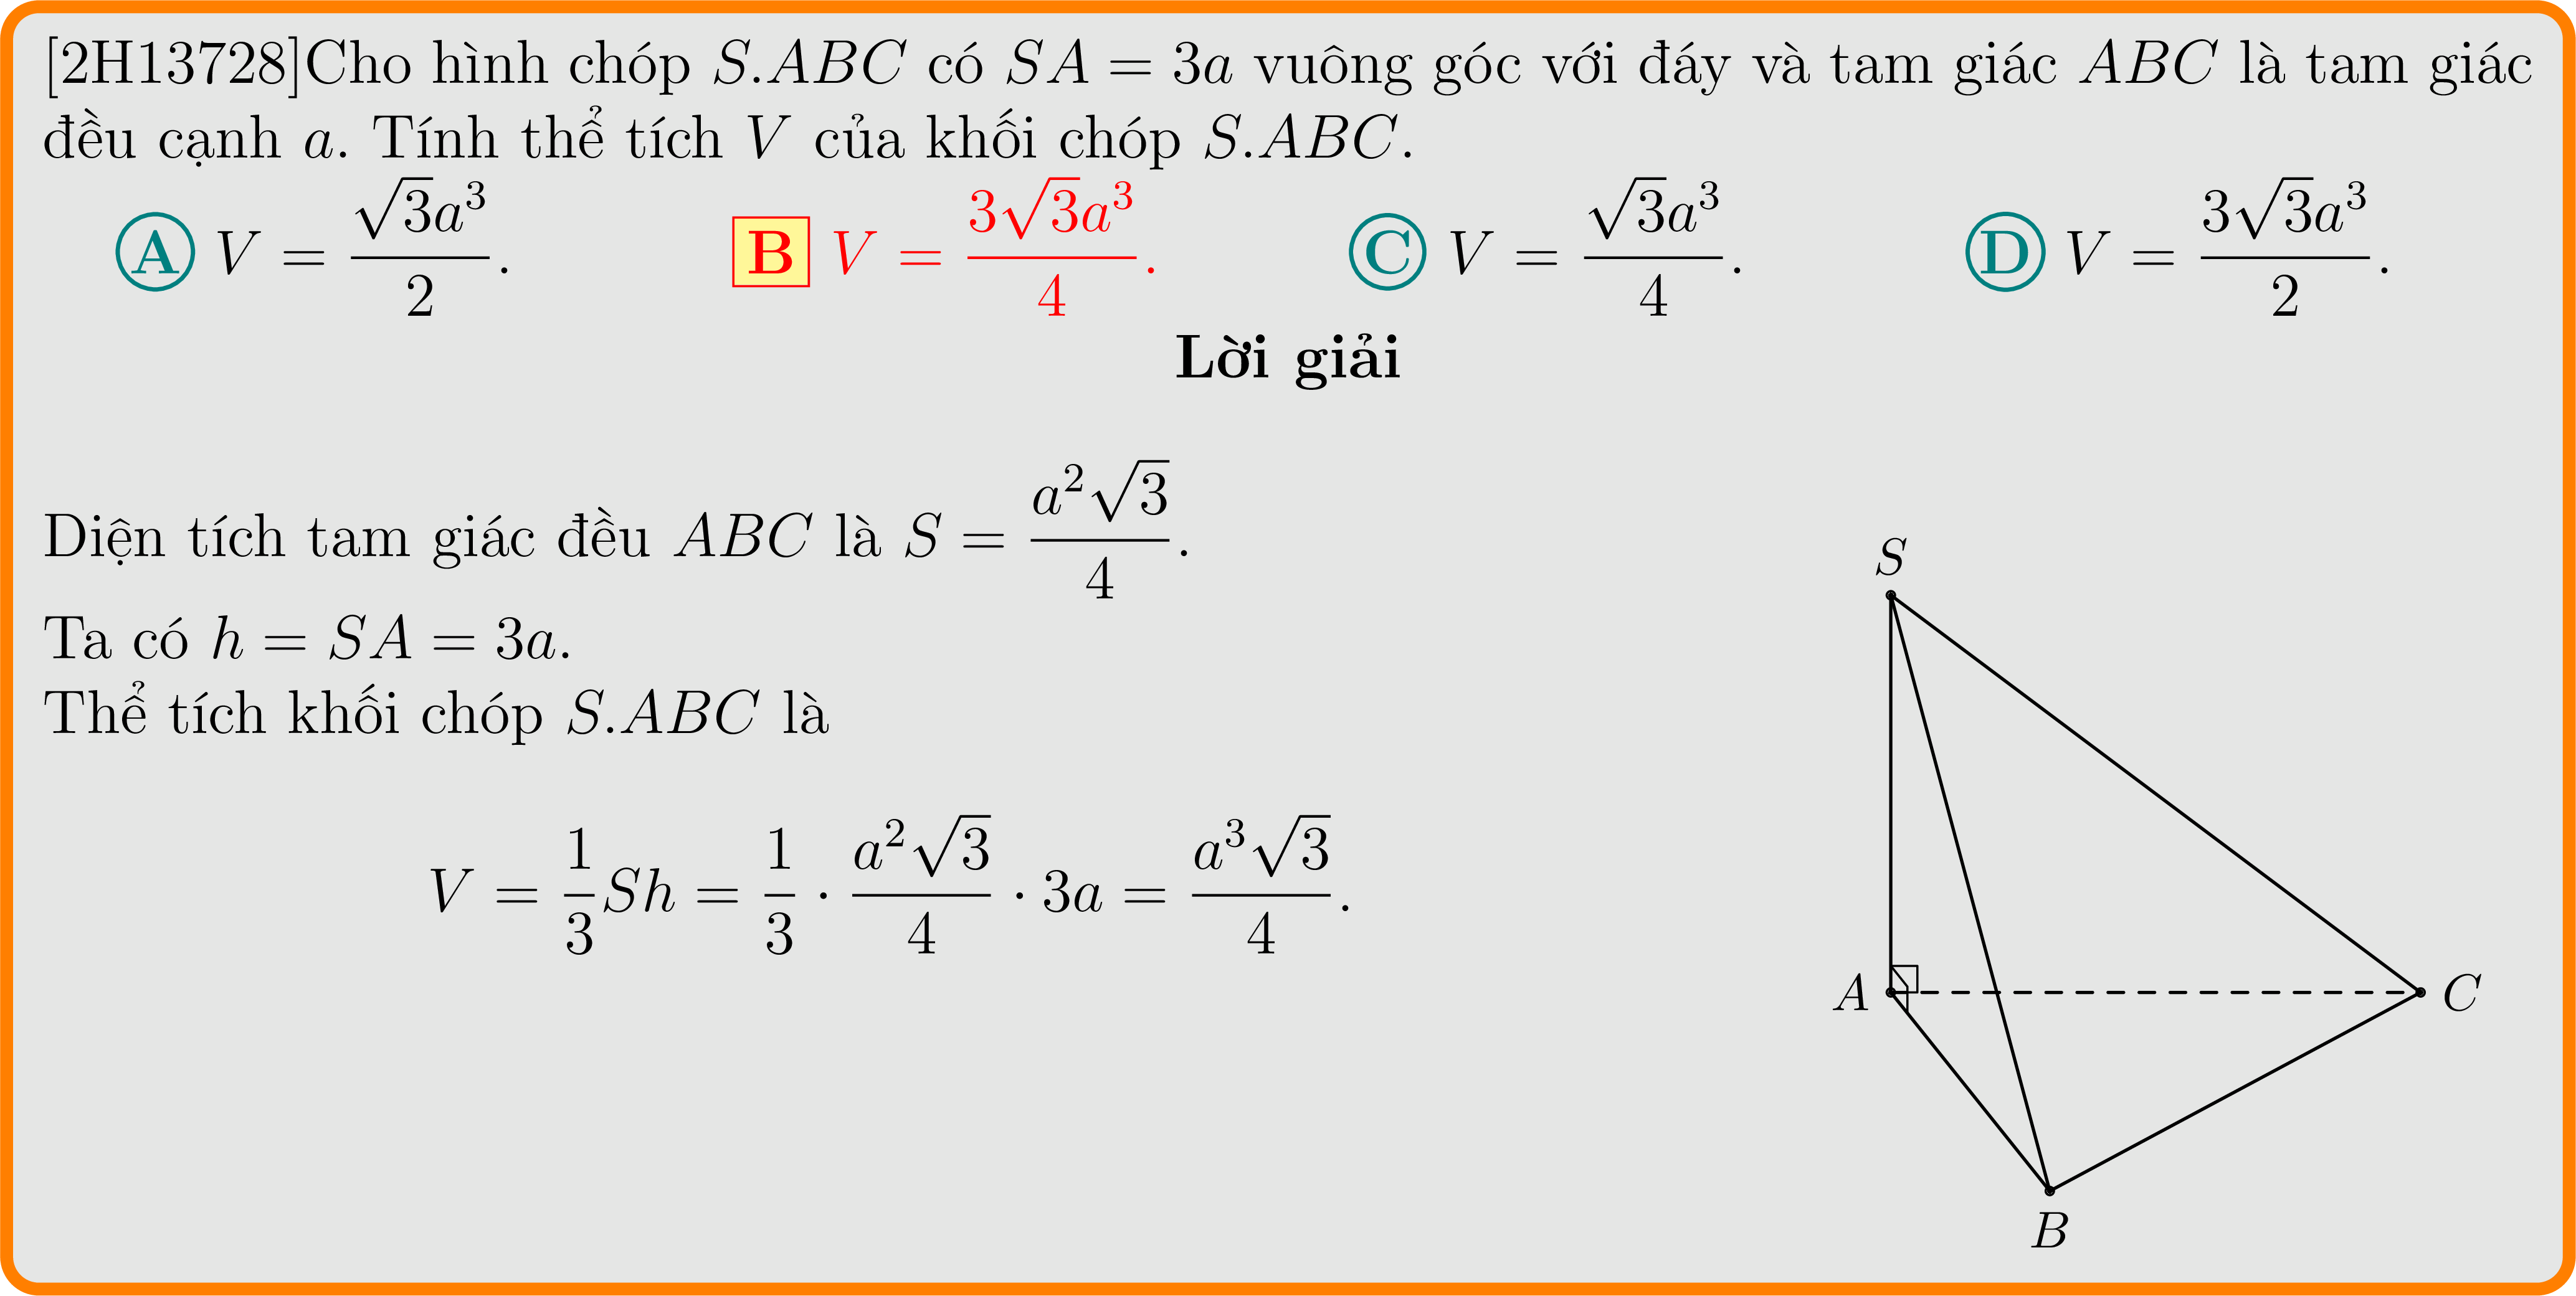 [2H13728]Cho hình chóp S.ABC có SA = 3a vuông góc với đáy và tam giác ABC là tam giác
đều cạnh a. Tính thể tích V của khối chóp S.ABC.
A V = \frac{\sqrt{3}a^3}{2}. B V = \frac{3\sqrt{3}a^3}{4}. C V = \frac{\sqrt{3}a^3}{4}. D V = \frac{3\sqrt{3}a^3}{2}.
Lời giải
Diện tích tam giác đều ABC là S = \frac{a^2\sqrt{3}}{4}.
Ta có h = SA = 3a.
Thể tích khối chóp S.ABC là
V = \frac{1}{3}Sh = \frac{1}{3} · \frac{a^2\sqrt{3}}{4} · 3a = \frac{a^3\sqrt{3}}{4}.
S
A
C
B